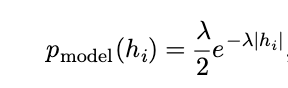 p_model(h_i) = λ/2 e^{-λ|h_i|},